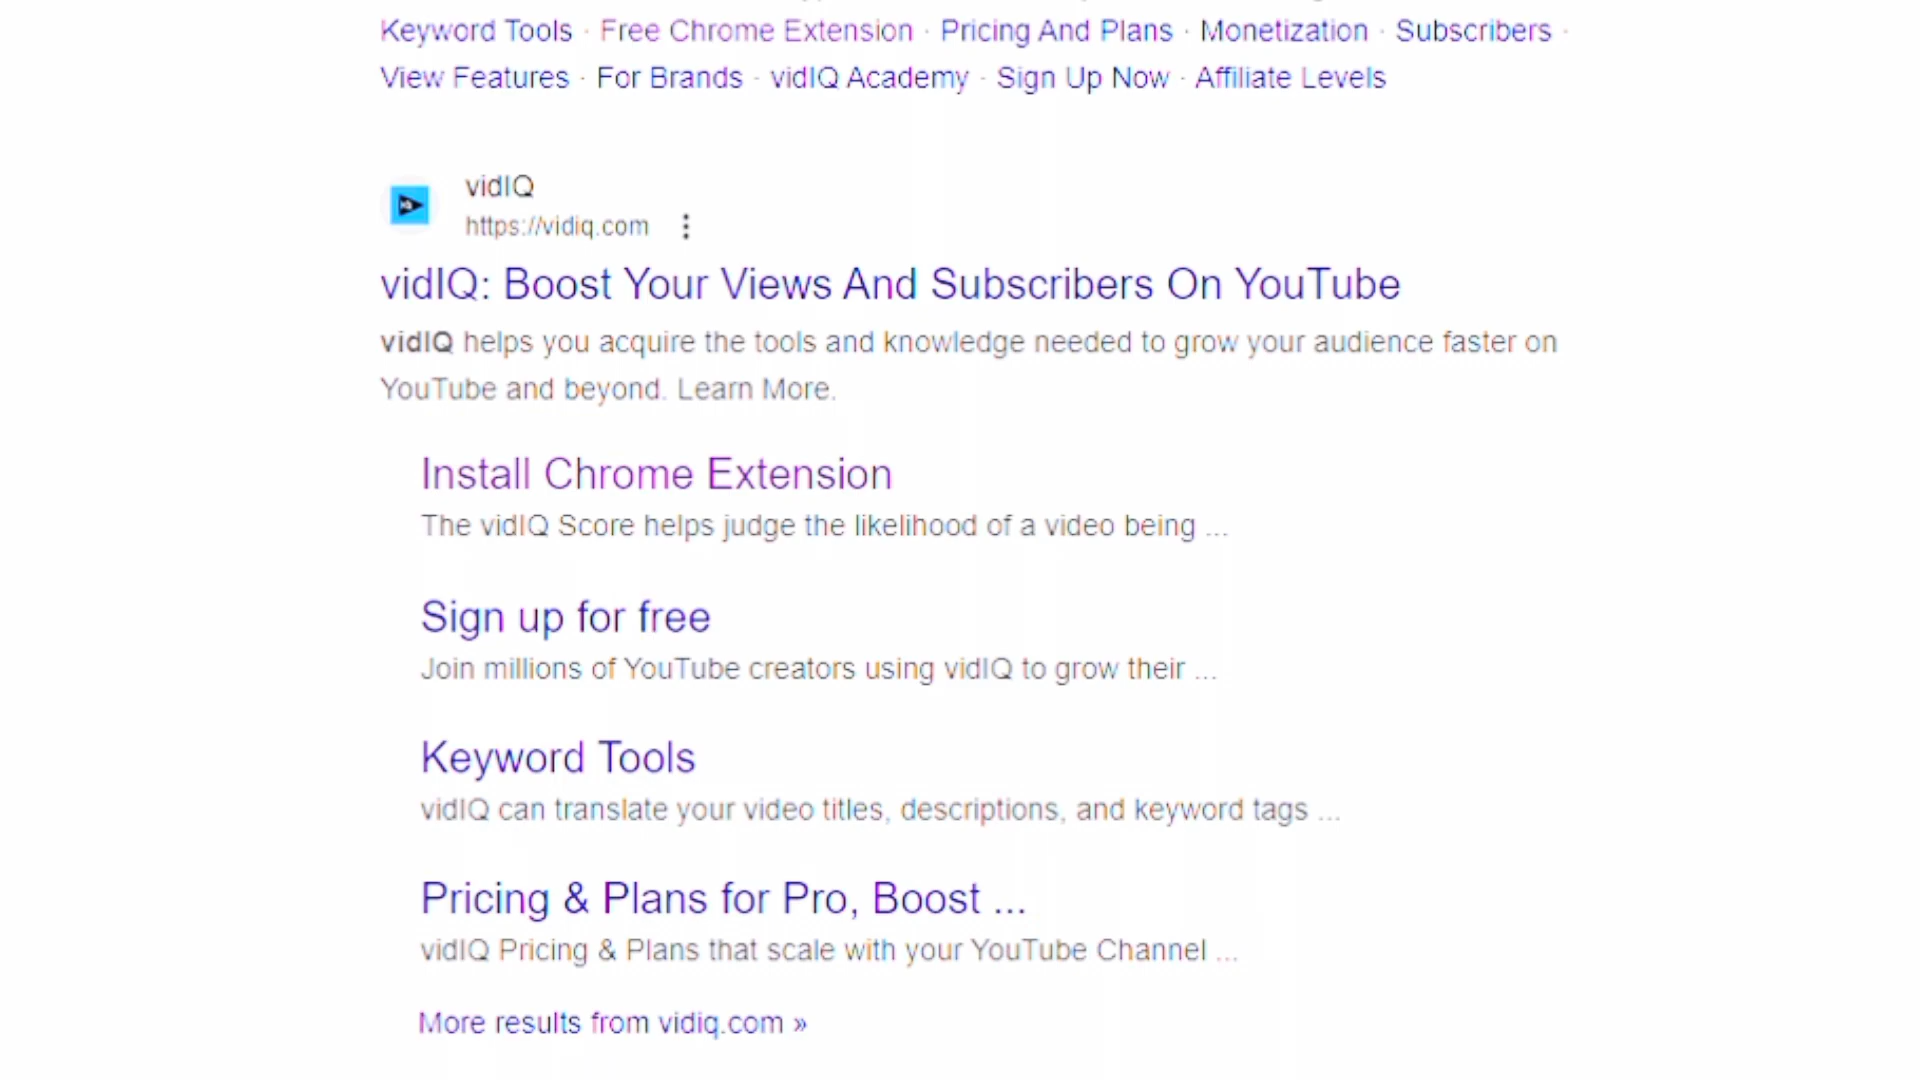 Keyword Tools · Free Chrome Extension · Pricing And Plans · Monetization · Subscribers ·
View Features · For Brands · vidIQ Academy · Sign Up Now · Affiliate Levels
vidIQ
https://vidiq.com
vidIQ: Boost Your Views And Subscribers On YouTube
vidIQ helps you acquire the tools and knowledge needed to grow your audience faster on
YouTube and beyond. Learn More.
Install Chrome Extension
The vidIQ Score helps judge the likelihood of a video being ...
Sign up for free
Join millions of YouTube creators using vidIQ to grow their ...
Keyword Tools
vidIQ can translate your video titles, descriptions, and keyword tags ...
Pricing & Plans for Pro, Boost ...
vidIQ Pricing & Plans that scale with your YouTube Channel ...
More results from vidiq.com »